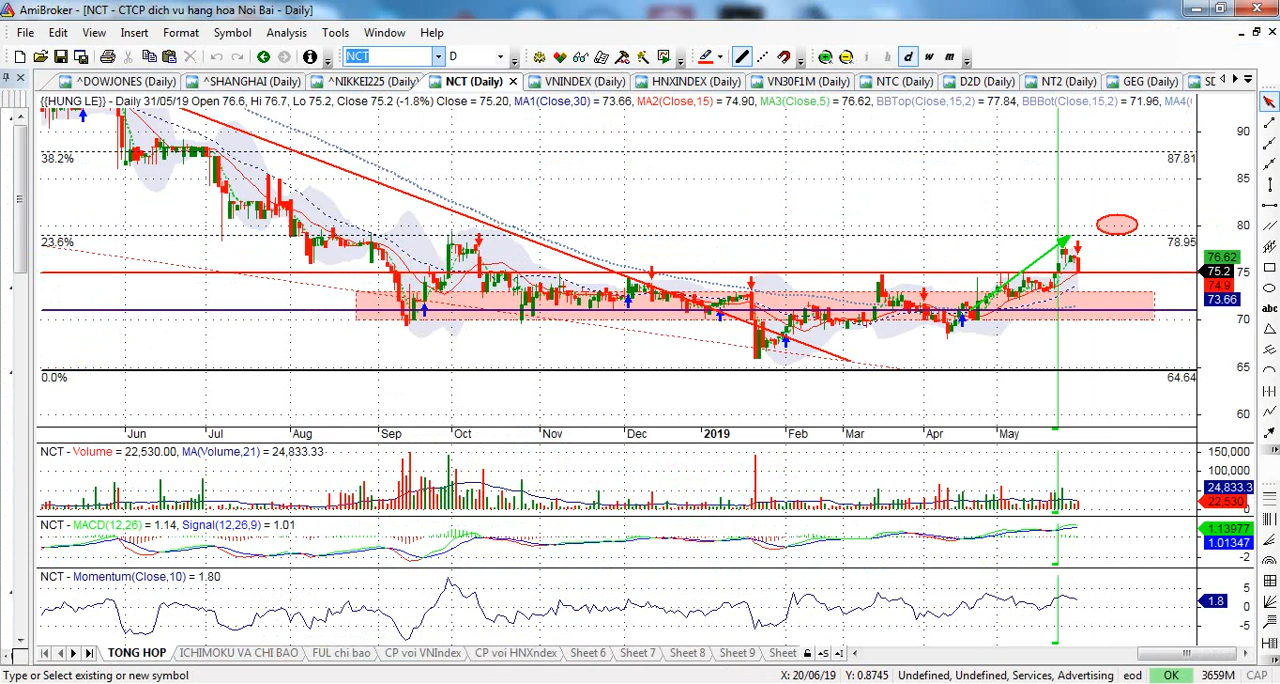 AmiBroker - [NCT - CTCP dich vu hang hoa Noi Bai - Daily]
File Edit View Insert Format Symbol Analysis Tools Window Help
NCT D i h d w m
^DOWJONES (Daily) ^SHANGHAI (Daily) ^NIKKEI225 (Daily) NCT (Daily) VNINDEX (Daily) HNXINDEX (Daily) VN30F1M (Daily) NTC (Daily) D2D (Daily) NT2 (Daily) GEG (Daily)
{{HUNG LE}} - Daily 31/05/19 Open 76.6, Hi 76.7, Lo 75.2, Close 75.2 (-1.8%) Close = 75.20, MA1(Close,30) = 73.66, MA2(Close,15) = 74.90, MA3(Close,5) = 76.62, BBTop(Close,15,2) = 77.84, BBBot(Close,15,2) = 71.96, MA4(
90
38.2% 87.81
85
80
23.6% 78.95
76.62
75.2 75
74.9
73.66
70
65
0.0% 64.64
60
abc
Jun Jul Aug Sep Oct Nov Dec 2019 Feb Mar Apr May
NCT - Volume = 22,530.00, MA(Volume,21) = 24,833.33
150,000
100,000
24,833.3
22,530
0
NCT - MACD(12,26) = 1.14, Signal(12,26,9) = 1.01
1.13977
1.01347
-2
NCT - Momentum(Close,10) = 1.80
5
1.8 0
-5
TONG HOP ICHIMOKU VA CHI BAO FUL chi bao CP voi VNIndex CP voi HNXndex Sheet 6 Sheet 7 Sheet 8 Sheet 9 Sheet
Type or Select existing or new symbol X: 20/06/19 Y: 0.8745 Undefined, Undefined, Services, Advertising eod OK 3659M CAP